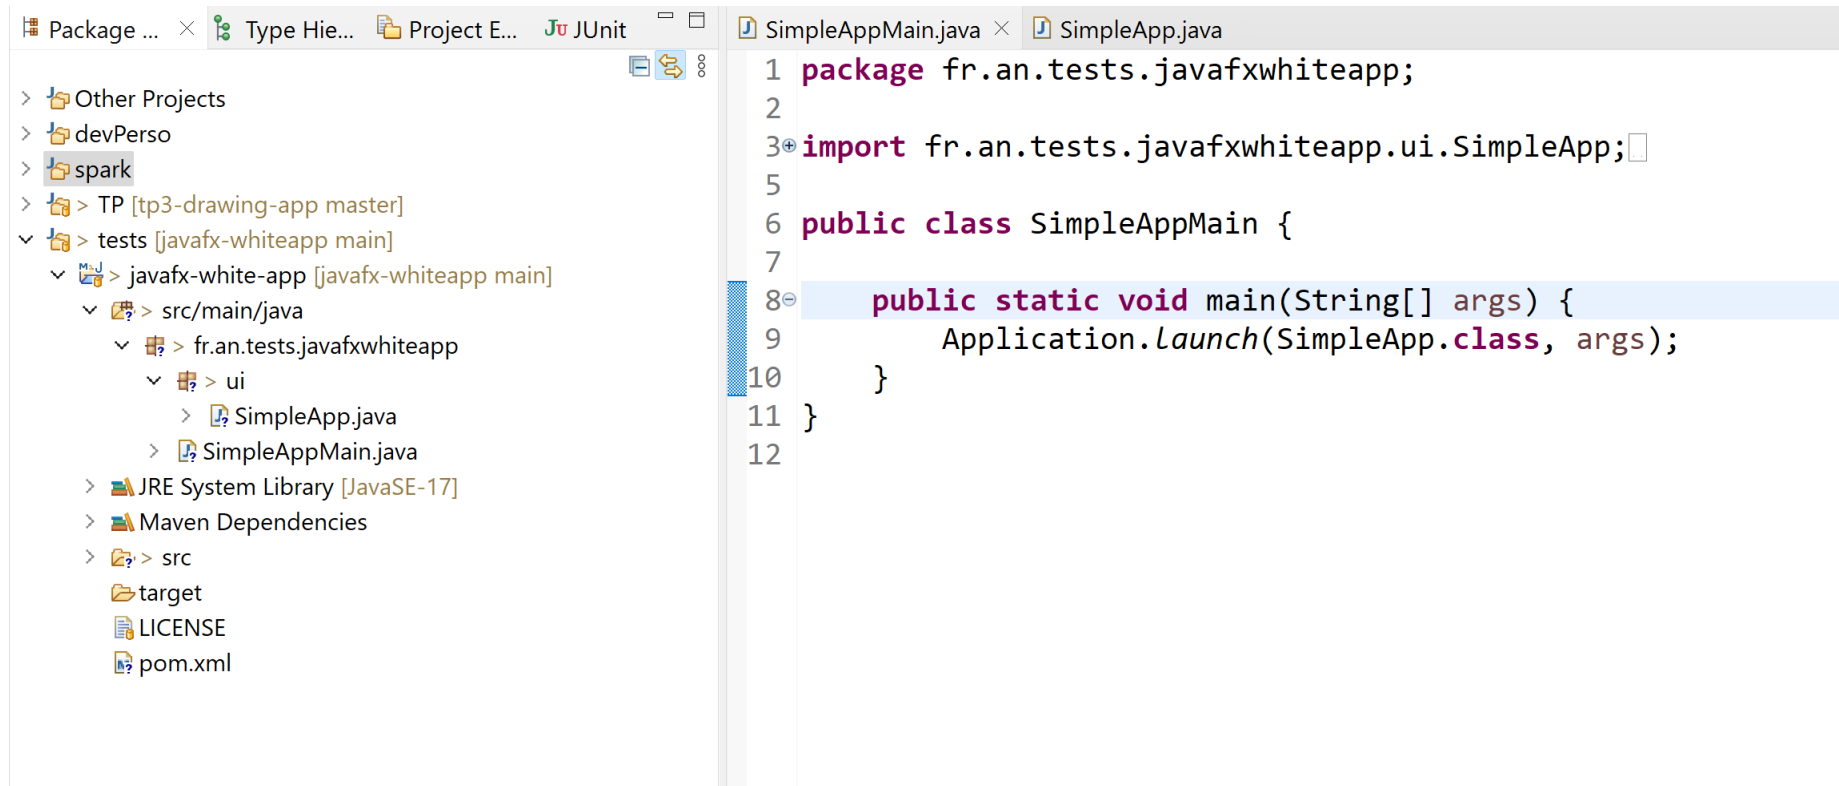 Package ... Type Hie... Project E... JUnit
Other Projects
devPerso
spark
> TP [tp3-drawing-app master]
> tests [javafx-whiteapp main]
> javafx-white-app [javafx-whiteapp main]
> src/main/java
> fr.an.tests.javafxwhiteapp
> ui
SimpleApp.java
SimpleAppMain.java
JRE System Library [JavaSE-17]
Maven Dependencies
> src
target
LICENSE
pom.xml
SimpleAppMain.java SimpleApp.java
1 package fr.an.tests.javafxwhiteapp;
2
3 import fr.an.tests.javafxwhiteapp.ui.SimpleApp;
5
6 public class SimpleAppMain {
7
8 public static void main(String[] args) {
9 Application.launch(SimpleApp.class, args);
10 }
11 }
12